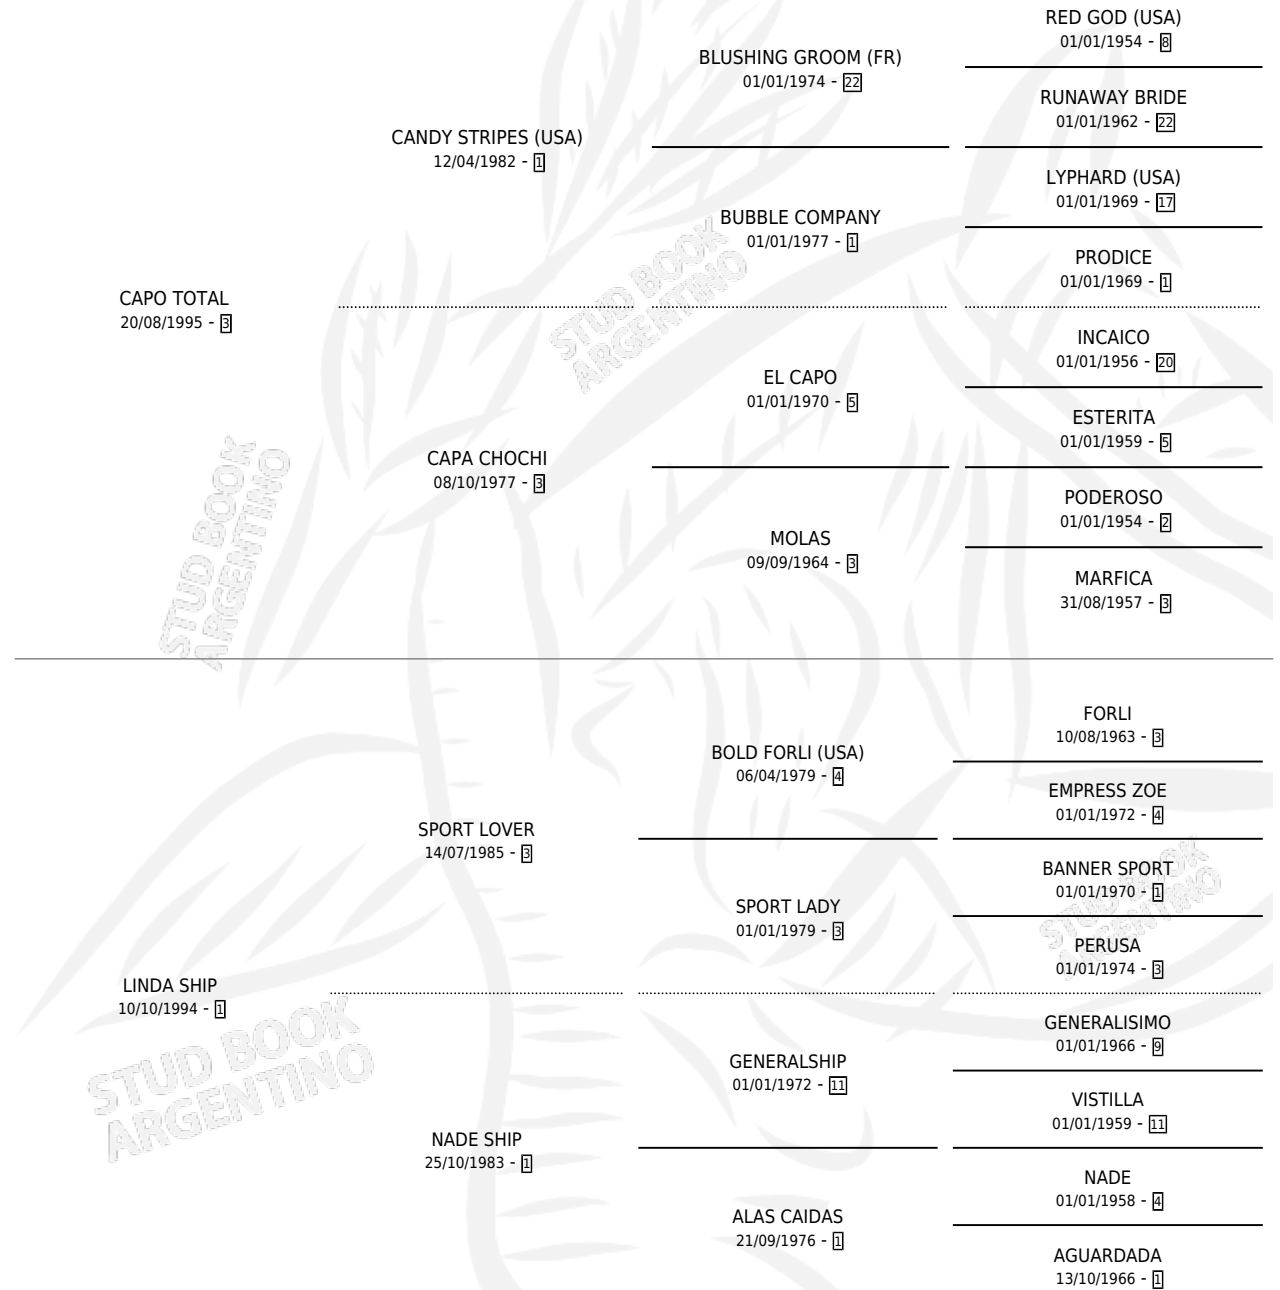 RED GOD (USA)
01/01/1954 - 8
BLUSHING GROOM (FR)
01/01/1974 - 22
RUNAWAY BRIDE
01/01/1962 - 22
CANDY STRIPES (USA)
12/04/1982 - 1
LYPHARD (USA)
01/01/1969 - 17
BUBBLE COMPANY
01/01/1977 - 1
PRODICE
01/01/1969 - 1
CAPO TOTAL
20/08/1995 - 3
INCAICO
01/01/1956 - 20
EL CAPO
01/01/1970 - 5
ESTERITA
01/01/1959 - 5
CAPA CHOCHI
08/10/1977 - 3
PODEROSO
01/01/1954 - 2
MOLAS
09/09/1964 - 3
MARFICA
31/08/1957 - 3
FORLI
10/08/1963 - 3
BOLD FORLI (USA)
06/04/1979 - 4
EMPRESS ZOE
01/01/1972 - 4
SPORT LOVER
14/07/1985 - 3
BANNER SPORT
01/01/1970 - 1
SPORT LADY
01/01/1979 - 3
PERUSA
01/01/1974 - 3
LINDA SHIP
10/10/1994 - 1
GENERALISIMO
01/01/1966 - 9
GENERALSHIP
01/01/1972 - 11
VISTILLA
01/01/1959 - 11
NADE SHIP
25/10/1983 - 1
NADE
01/01/1958 - 4
ALAS CAIDAS
21/09/1976 - 1
AGUARDADA
13/10/1966 - 1
STUD BOOK
ARGENTINO
STUD BOOK
ARGENTINO
STUD BOOK
ARGENTINO
STUD BOOK
ARGENTINO